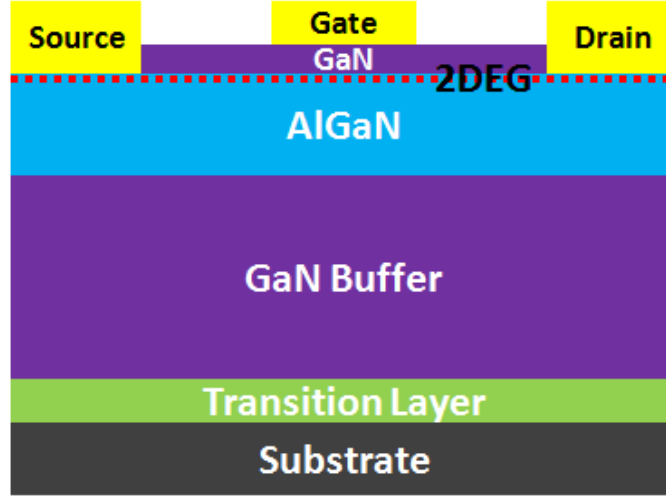 Source
Gate
Drain
GaN
2DEG
AlGaN
GaN Buffer
Transition Layer
Substrate